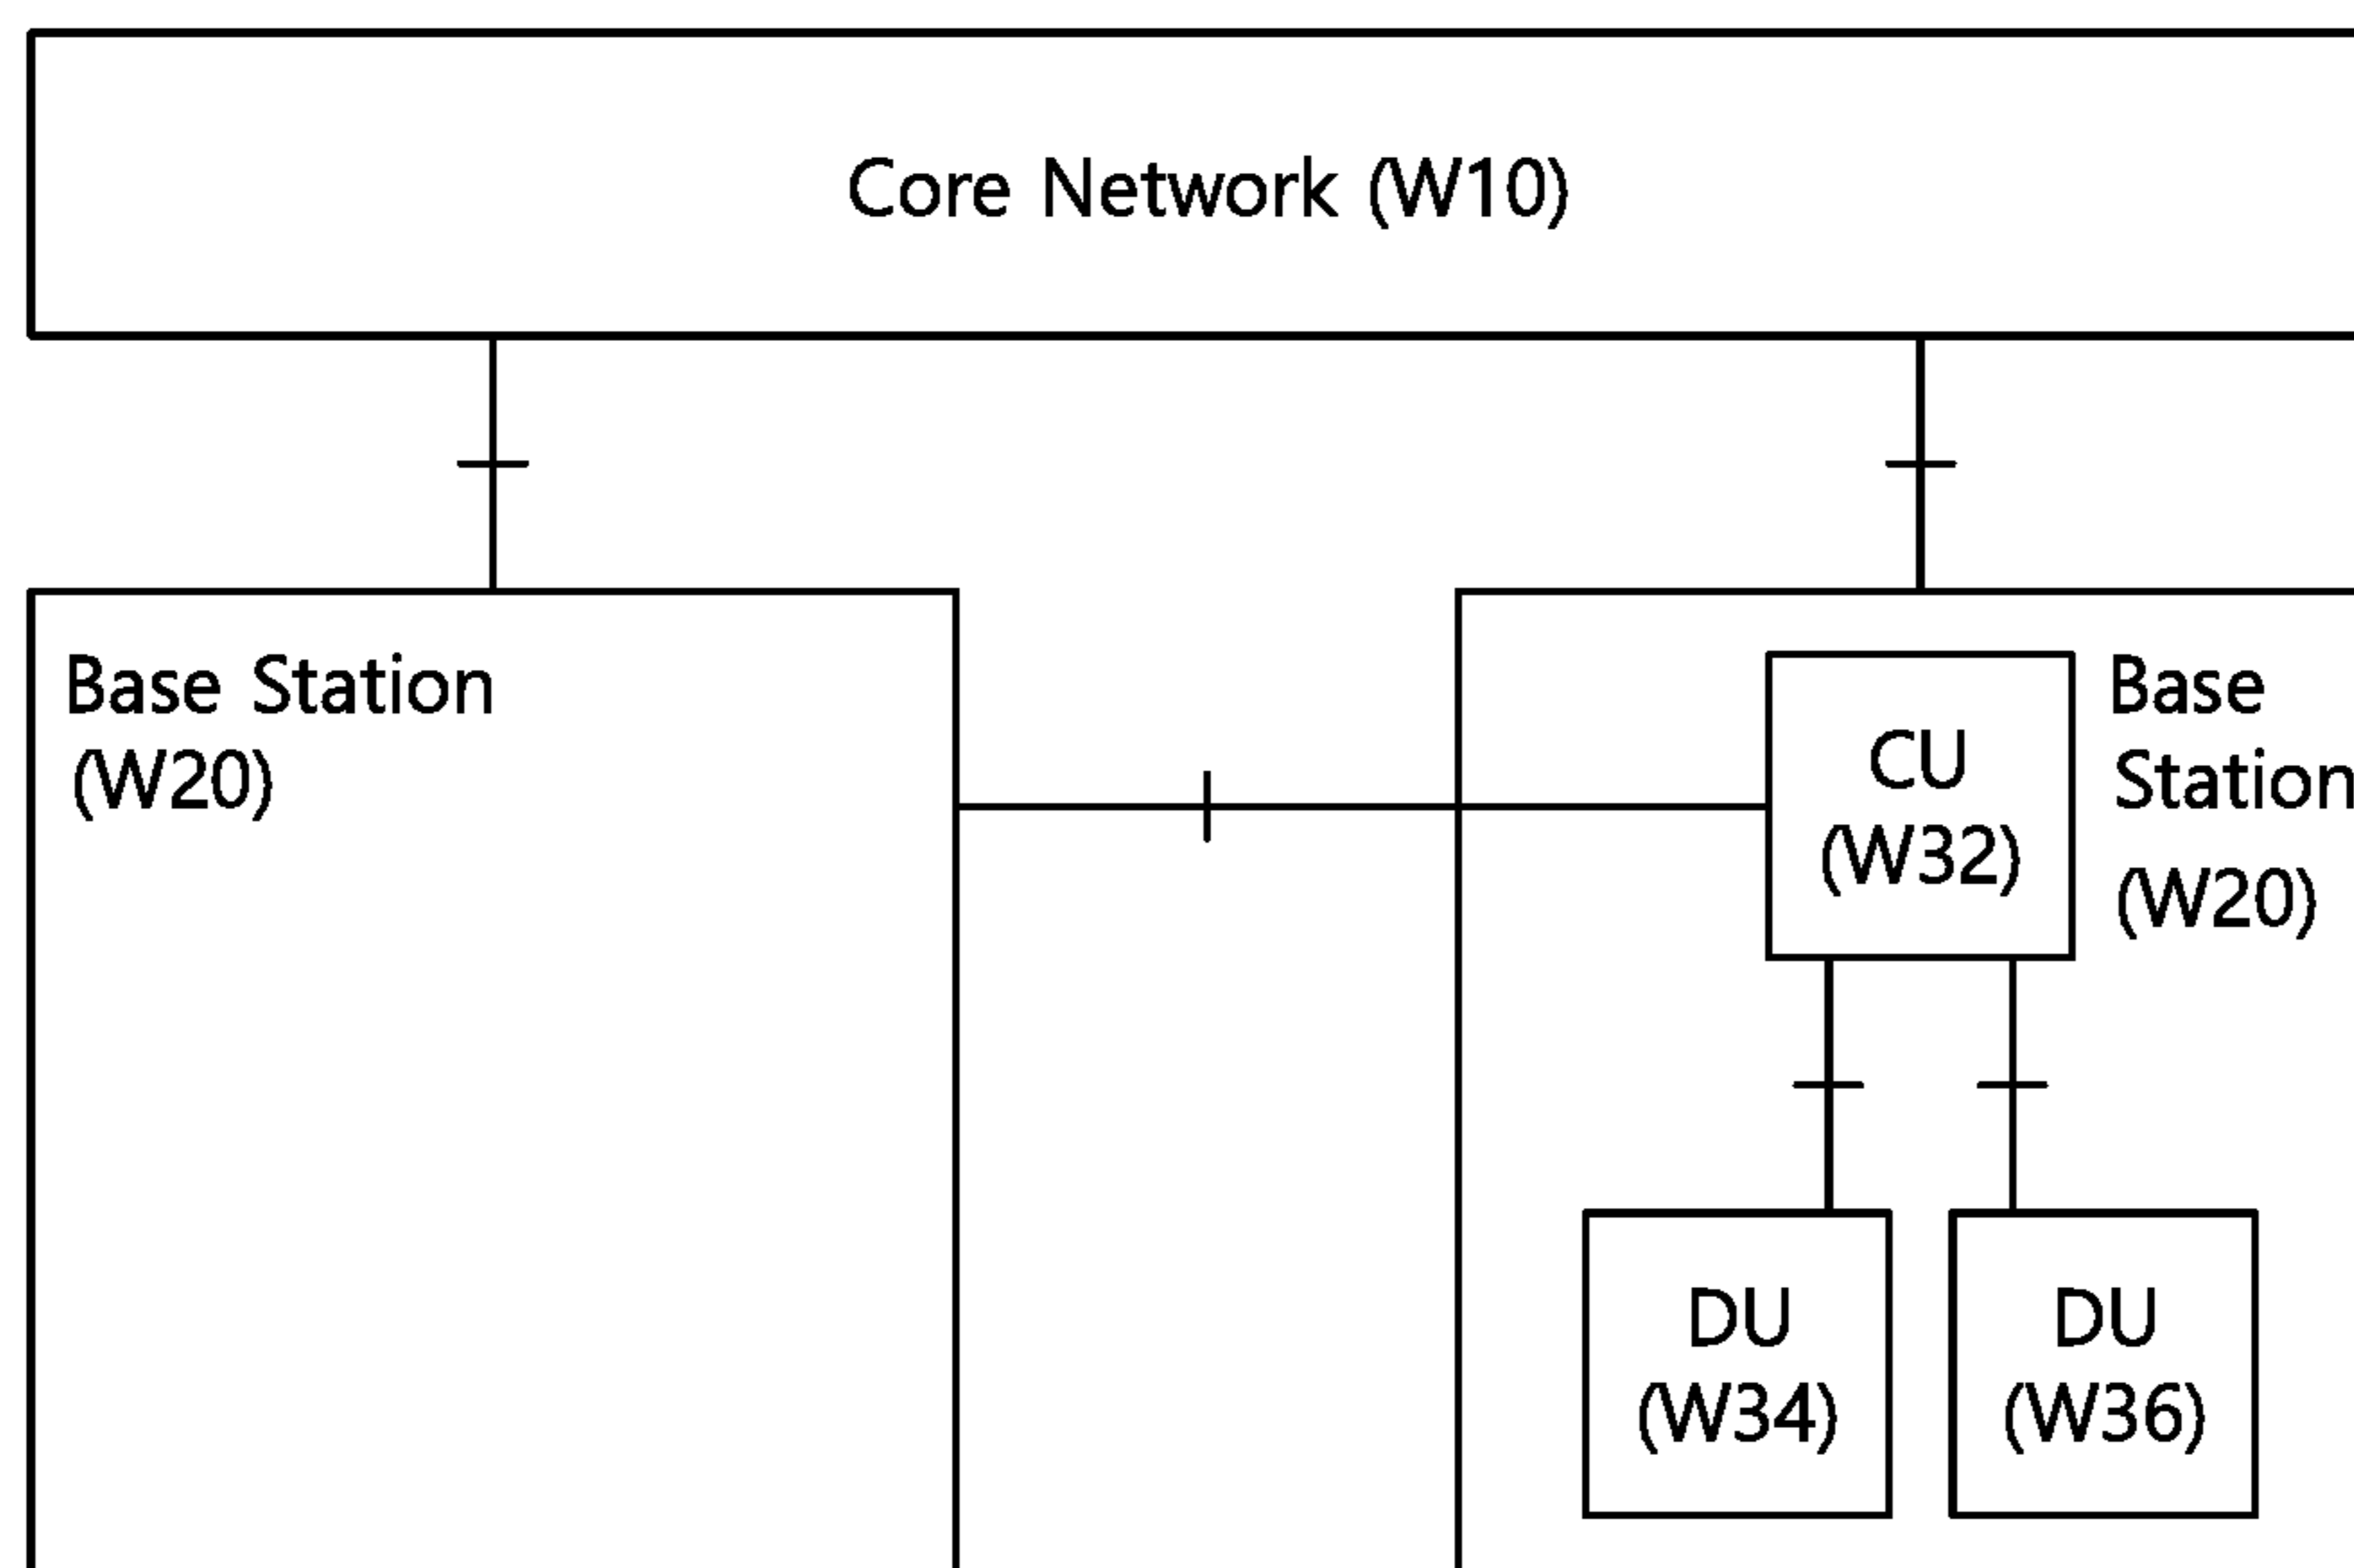 Core Network (W10)
Base Station
(W20)
CU
(W32)
Base
Station
(W20)
DU
(W34)
DU
(W36)